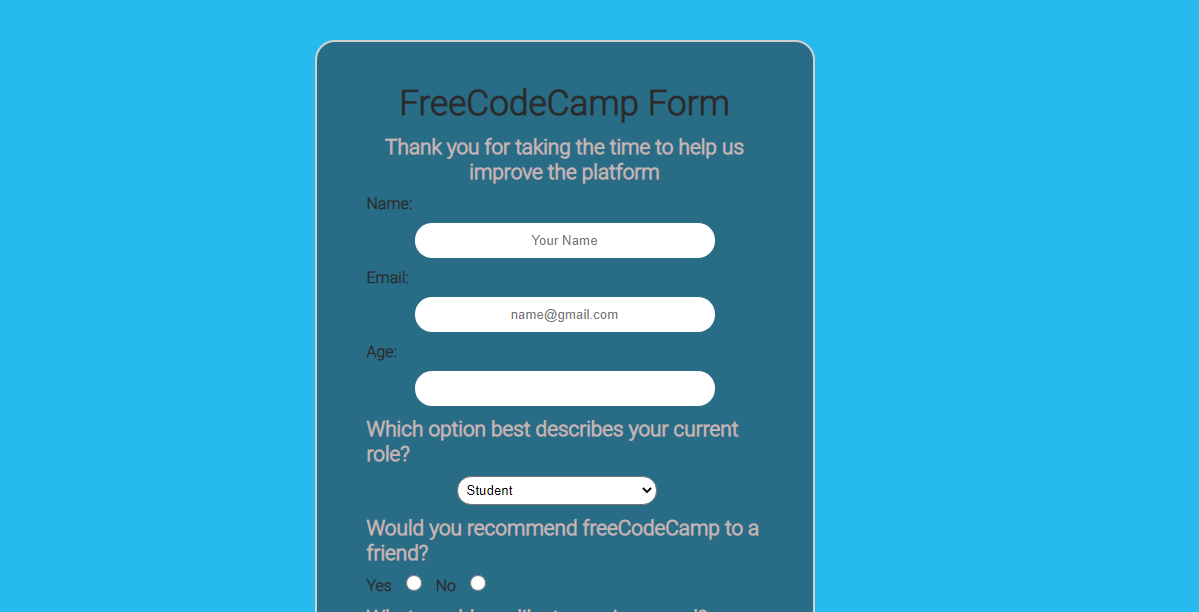 FreeCodeCamp Form
Thank you for taking the time to help us
improve the platform
Name:
Your Name
Email:
name@gmail.com
Age:
Which option best describes your current
role?
Student
Would you recommend freeCodeCamp to a
friend?
Yes No